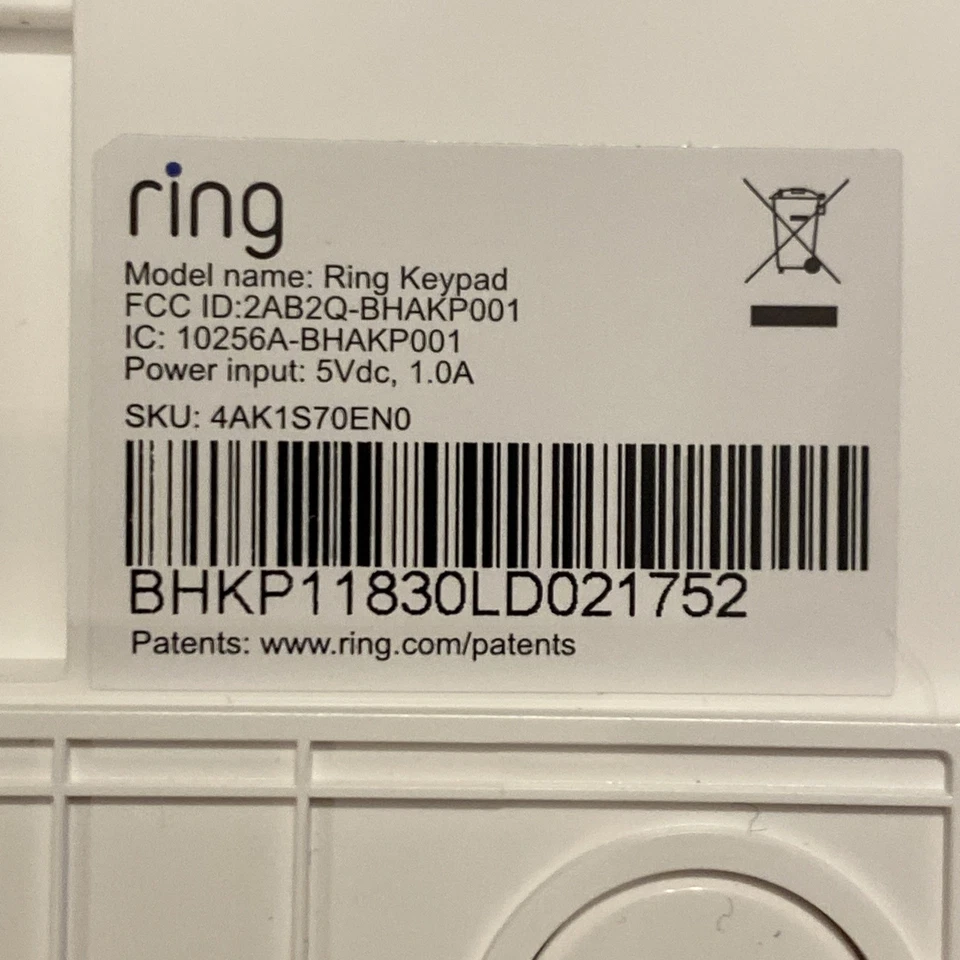 ring
Model name: Ring Keypad
FCC ID:2AB2Q-BHAKP001
IC: 10256A-BHAKP001
Power input: 5Vdc, 1.0A
SKU: 4AK1S70EN0
BHKP11830LD021752
Patents: www.ring.com/patents